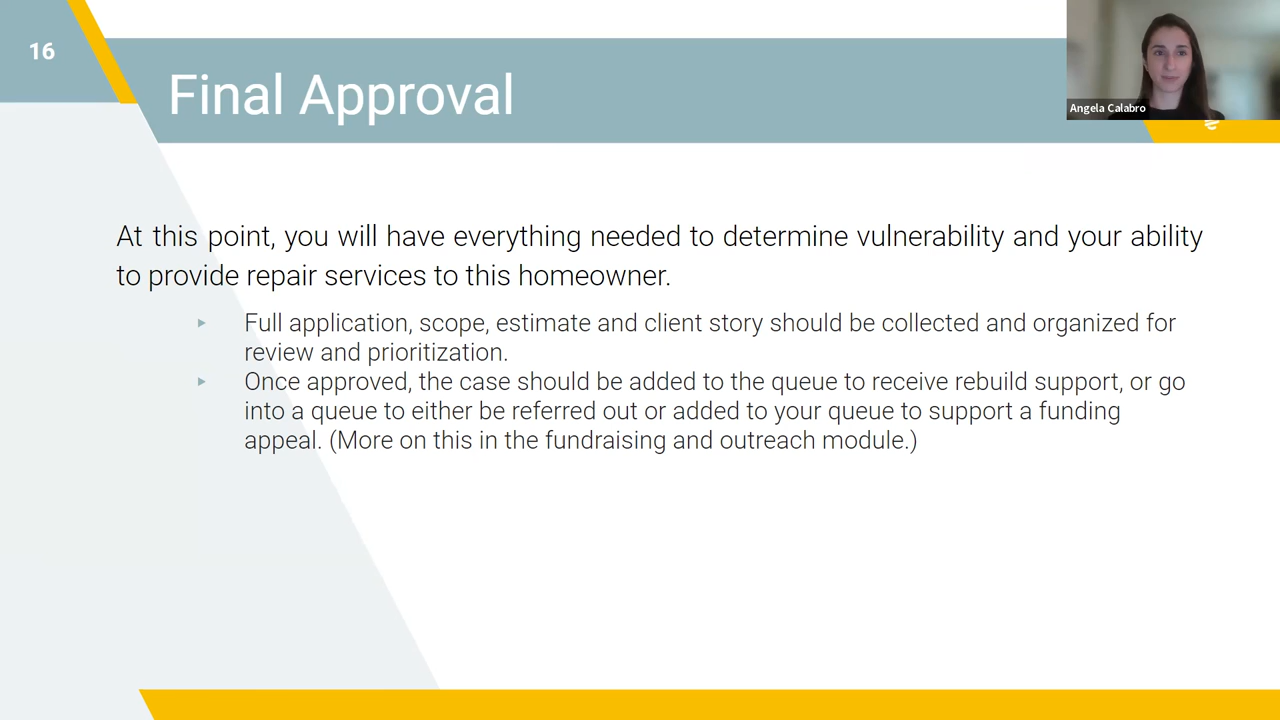 16
Final Approval
Angela Calabro
At this point, you will have everything needed to determine vulnerability and your ability
to provide repair services to this homeowner.
Full application, scope, estimate and client story should be collected and organized for
review and prioritization.
Once approved, the case should be added to the queue to receive rebuild support, or go
into a queue to either be referred out or added to your queue to support a funding
appeal. (More on this in the fundraising and outreach module.)